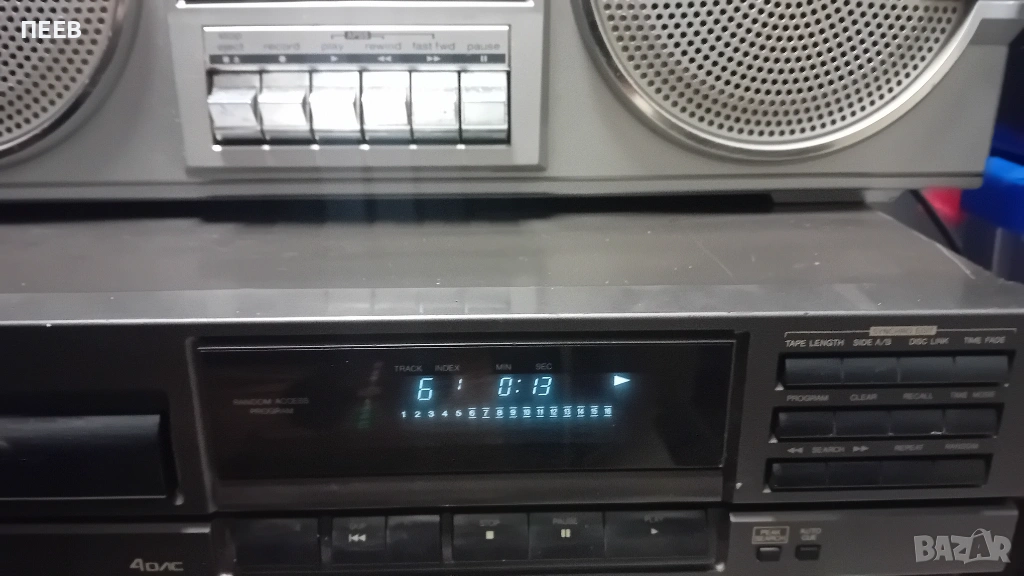 ПЕЕВ
stop
eject record play rewind fast fwd pause
SYNCHRO EDIT
TAPE LENGTH SIDE A/B DISC LINK TIME FADE
TRACK INDEX MIN SEC
6 1 0:13
RANDOM ACCESS
PROGRAM
1 2 3 4 5 6 7 8 9 10 11 12 13 14 15 16
PROGRAM CLEAR RECALL TIME MODE
SEARCH REPEAT RANDOM
STOP PAUSE PLAY
PEAK
SEARCH
4DAC
BAZAR